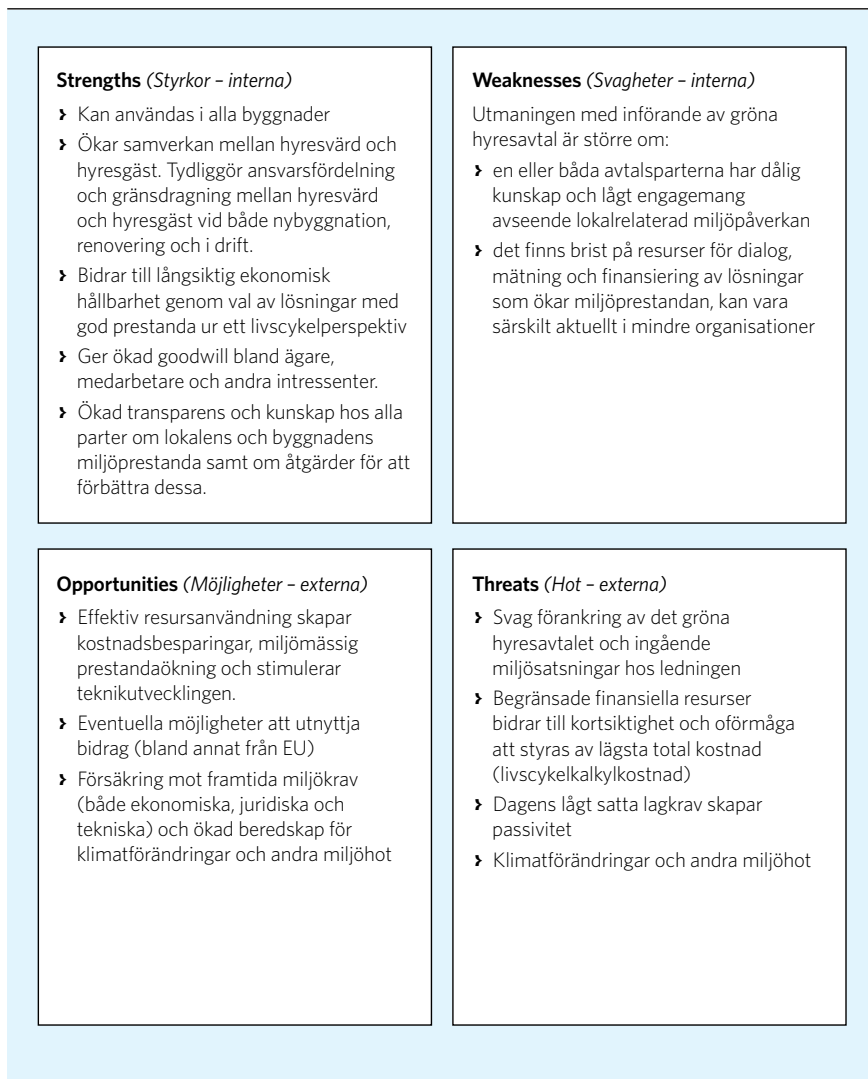 Strengths (Styrkor – interna)
Kan användas i alla byggnader
Ökar samverkan mellan hyresvärd och
hyresgäst. Tydliggör ansvarsfördelning
och gränsdragning mellan hyresvärd
och hyresgäst vid både nybyggnation,
renovering och i drift.
Bidrar till långsiktig ekonomisk
hållbarhet genom val av lösningar med
god prestanda ur ett livscykelperspektiv
Ger ökad goodwill bland ägare,
medarbetare och andra intressenter.
Ökad transparens och kunskap hos alla
parter om lokalens och byggnadens
miljöprestanda samt om åtgärder för att
förbättra dessa.
Weaknesses (Svagheter – interna)
Utmaningen med införande av gröna
hyresavtal är större om:
en eller båda avtalsparterna har dålig
kunskap och lågt engagemang
avseende lokalrelaterad miljöpåverkan
det finns brist på resurser för dialog,
mätning och finansiering av lösningar
som ökar miljöprestandan, kan vara
särskilt aktuellt i mindre organisationer
Opportunities (Möjligheter – externa)
Effektiv resursanvändning skapar
kostnadsbesparingar, miljömässig
prestandaökning och stimulerar
teknikutvecklingen.
Eventuella möjligheter att utnyttja
bidrag (bland annat från EU)
Försäkring mot framtida miljökrav
(både ekonomiska, juridiska och
tekniska) och ökad beredskap för
klimatförändringar och andra miljöhot
Threats (Hot – externa)
Svag förankring av det gröna
hyresavtalet och ingående
miljösatsningar hos ledningen
Begränsade finansiella resurser
bidrar till kortsiktighet och oförmåga
att styras av lägsta total kostnad
(livscykelkalkylkostnad)
Dagens lågt satta lagkrav skapar
passivitet
Klimatförändringar och andra miljöhot